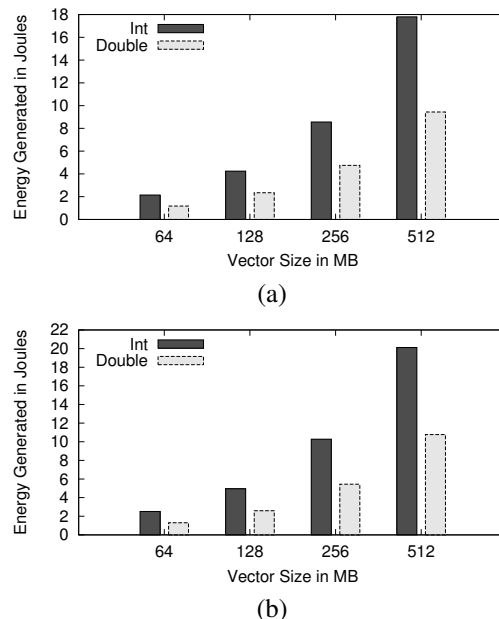 Energy Generated in Joules
18
16
14
12
10
8
6
4
2
0
Int
Double
64 128 256 512
Vector Size in MB
(a)
Energy Generated in Joules
22
20
18
16
14
12
10
8
6
4
2
0
Int
Double
64 128 256 512
Vector Size in MB
(b)